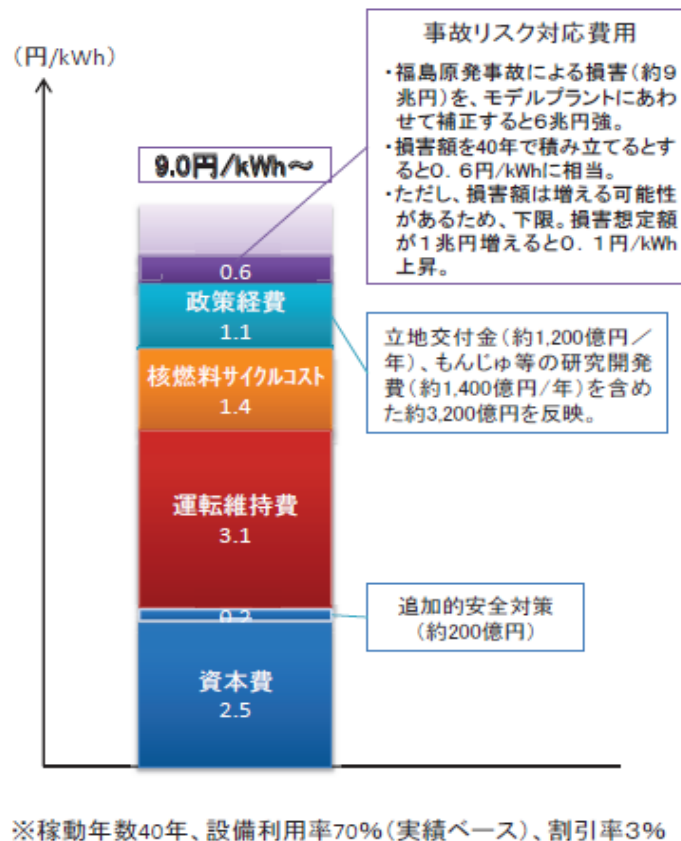 (円/kWh)
9.0円/kWh～
0.6
政策経費
1.1
核燃料サイクルコスト
1.4
運転維持費
3.1
0.2
資本費
2.5
事故リスク対応費用
・福島原発事故による損害(約9
兆円)を、モデルプラントにあわ
せて補正すると6兆円強。
・損害額を40年で積み立てるとす
ると0．6円/kWhに相当。
・ただし、損害額は増える可能性
があるため、下限。損害想定額
が1兆円増えると0．1円/kWh
上昇。
立地交付金(約1,200億円／
年)、もんじゅ等の研究開発
費(約1,400億円/年)を含め
た約3,200億円を反映。
追加的安全対策
(約200億円)
※稼動年数40年、設備利用率70%(実績ベース)、割引率3%